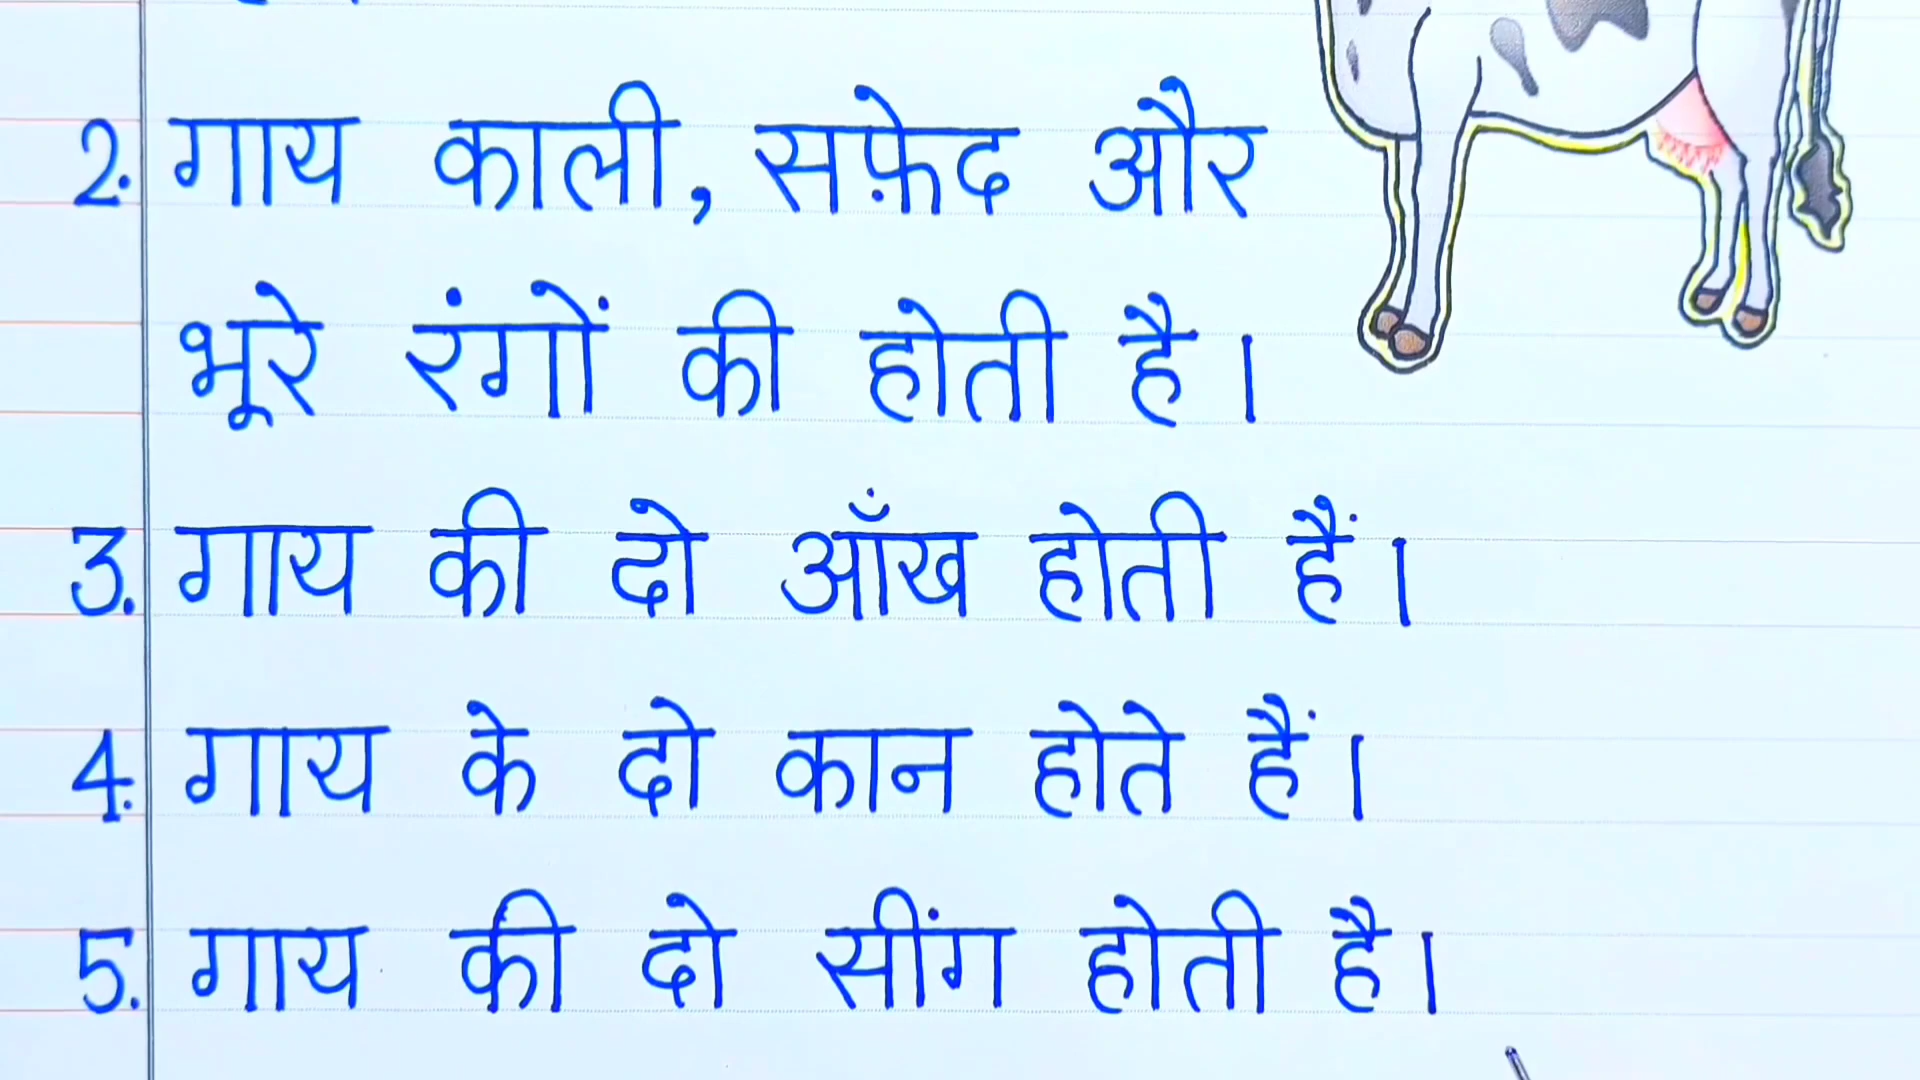 2. गाय काली, सफ़ेद और
भूरे रंगों की होती है।
3. गाय की दो आँख होती हैं।
4. गाय के दो कान होते हैं।
5. गाय की दो सींग होती है।